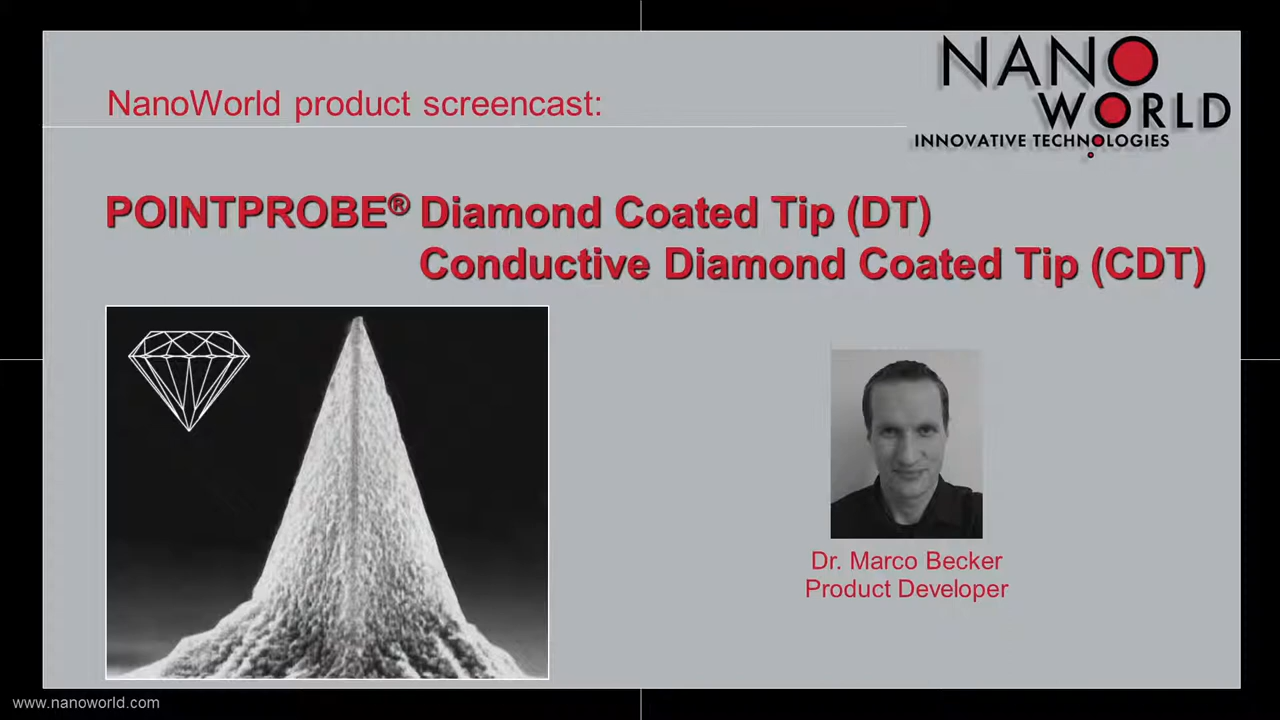 NANO
WORLD
INNOVATIVE TECHNOLOGIES
NanoWorld product screencast:
POINTPROBE® Diamond Coated Tip (DT)
Conductive Diamond Coated Tip (CDT)
Dr. Marco Becker
Product Developer
www.nanoworld.com